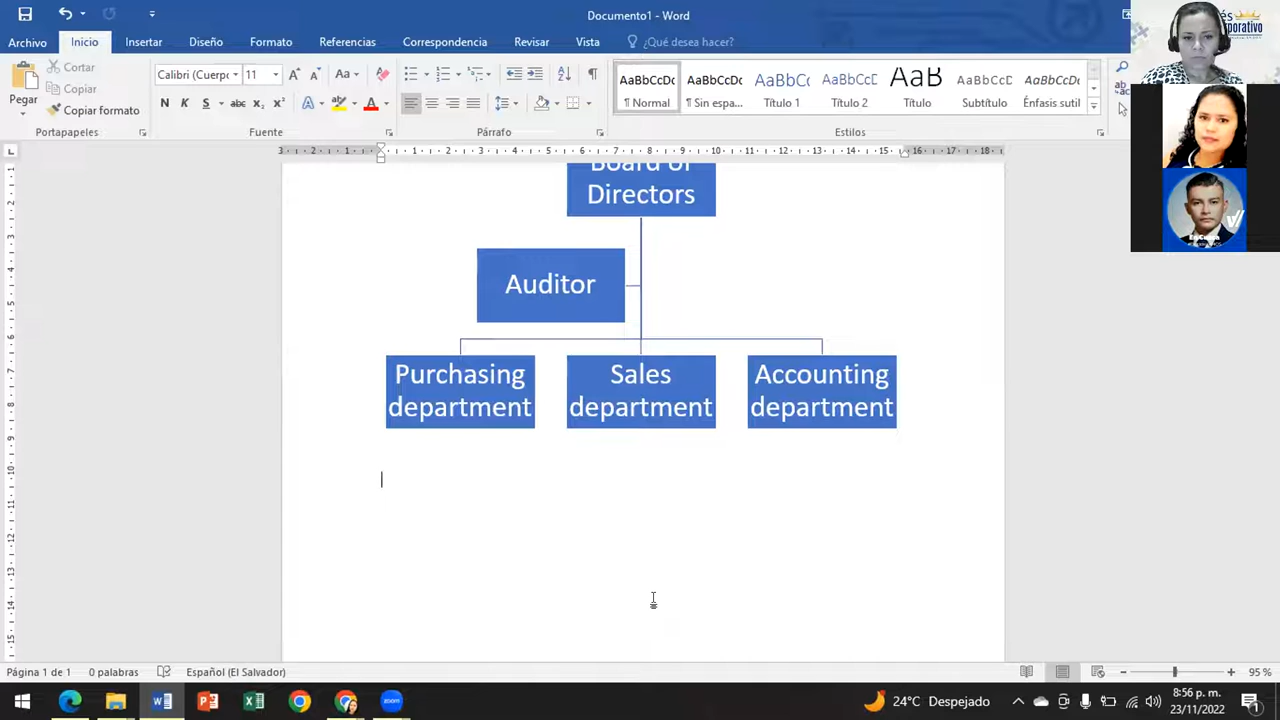 Documento1 - Word
Archivo Inicio Insertar Diseño Formato Referencias Correspondencia Revisar Vista ¿Qué desea hacer?
Pegar
Cortar
Copiar
Copiar formato
Portapapeles
Calibri (Cuerpo 11
Fuente
Párrafo
AaBbCcDc AaBbCcDc AaBbCcD AaBbCcD AaB AaBbCcD AaBbCcDc
¶ Normal ¶ Sin espa... Título 1 Título 2 Título Subtítulo Énfasis sutil
Estilos
Board of
Directors
Auditor
Purchasing
department
Sales
department
Accounting
department
Página 1 de 1 0 palabras Español (El Salvador) 95 %
24°C Despejado
8:56 p. m.
23/11/2022